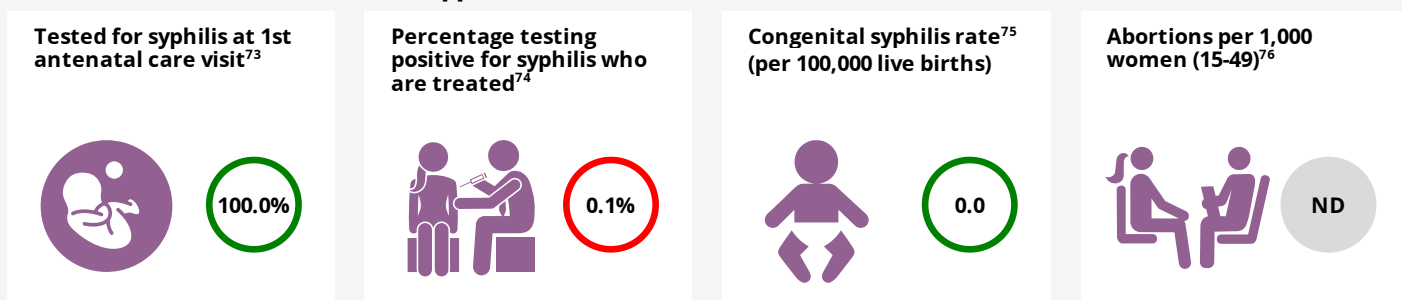 Tested for syphilis at 1st
antenatal care visit73
100.0%
Percentage testing
positive for syphilis who
are treated74
0.1%
Congenital syphilis rate75
(per 100,000 live births)
0.0
Abortions per 1,000
women (15-49)76
ND